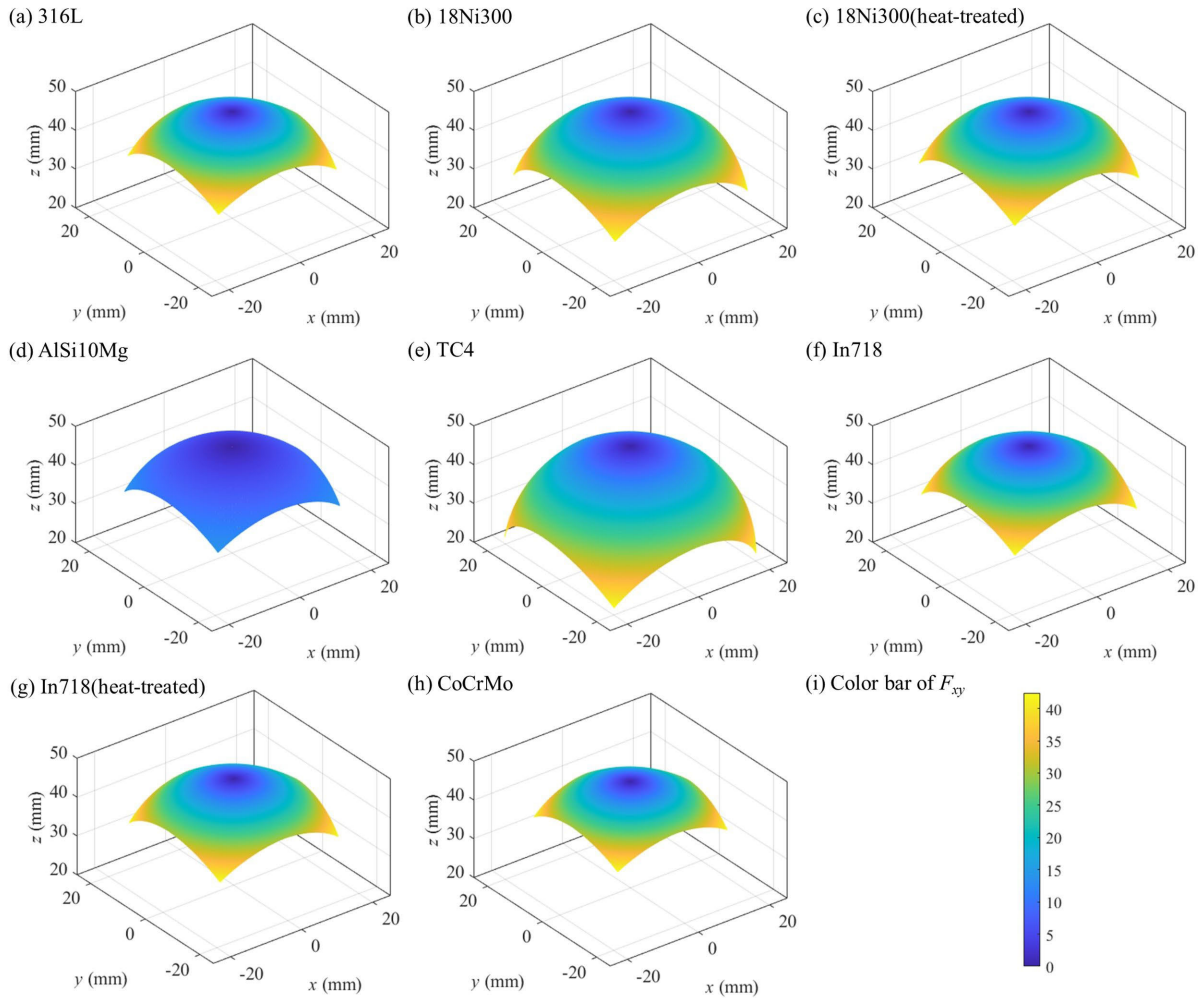 (a) 316L
(b) 18Ni300
(c) 18Ni300(heat-treated)
50
40
30
20
z (mm)
20
0
-20
y (mm)
-20
0
20
x (mm)
50
40
30
20
z (mm)
20
0
-20
y (mm)
-20
0
20
x (mm)
50
40
30
20
z (mm)
20
0
-20
y (mm)
-20
0
20
x (mm)
(d) AlSi10Mg
(e) TC4
(f) In718
50
40
30
20
z (mm)
20
0
-20
y (mm)
-20
0
20
x (mm)
50
40
30
20
z (mm)
20
0
-20
y (mm)
-20
0
20
x (mm)
50
40
30
20
z (mm)
20
0
-20
y (mm)
-20
0
20
x (mm)
(g) In718(heat-treated)
(h) CoCrMo
(i) Color bar of Fxy
50
40
30
20
z (mm)
20
0
-20
y (mm)
-20
0
20
x (mm)
50
40
30
20
z (mm)
20
0
-20
y (mm)
-20
0
20
x (mm)
40
35
30
25
20
15
10
5
0